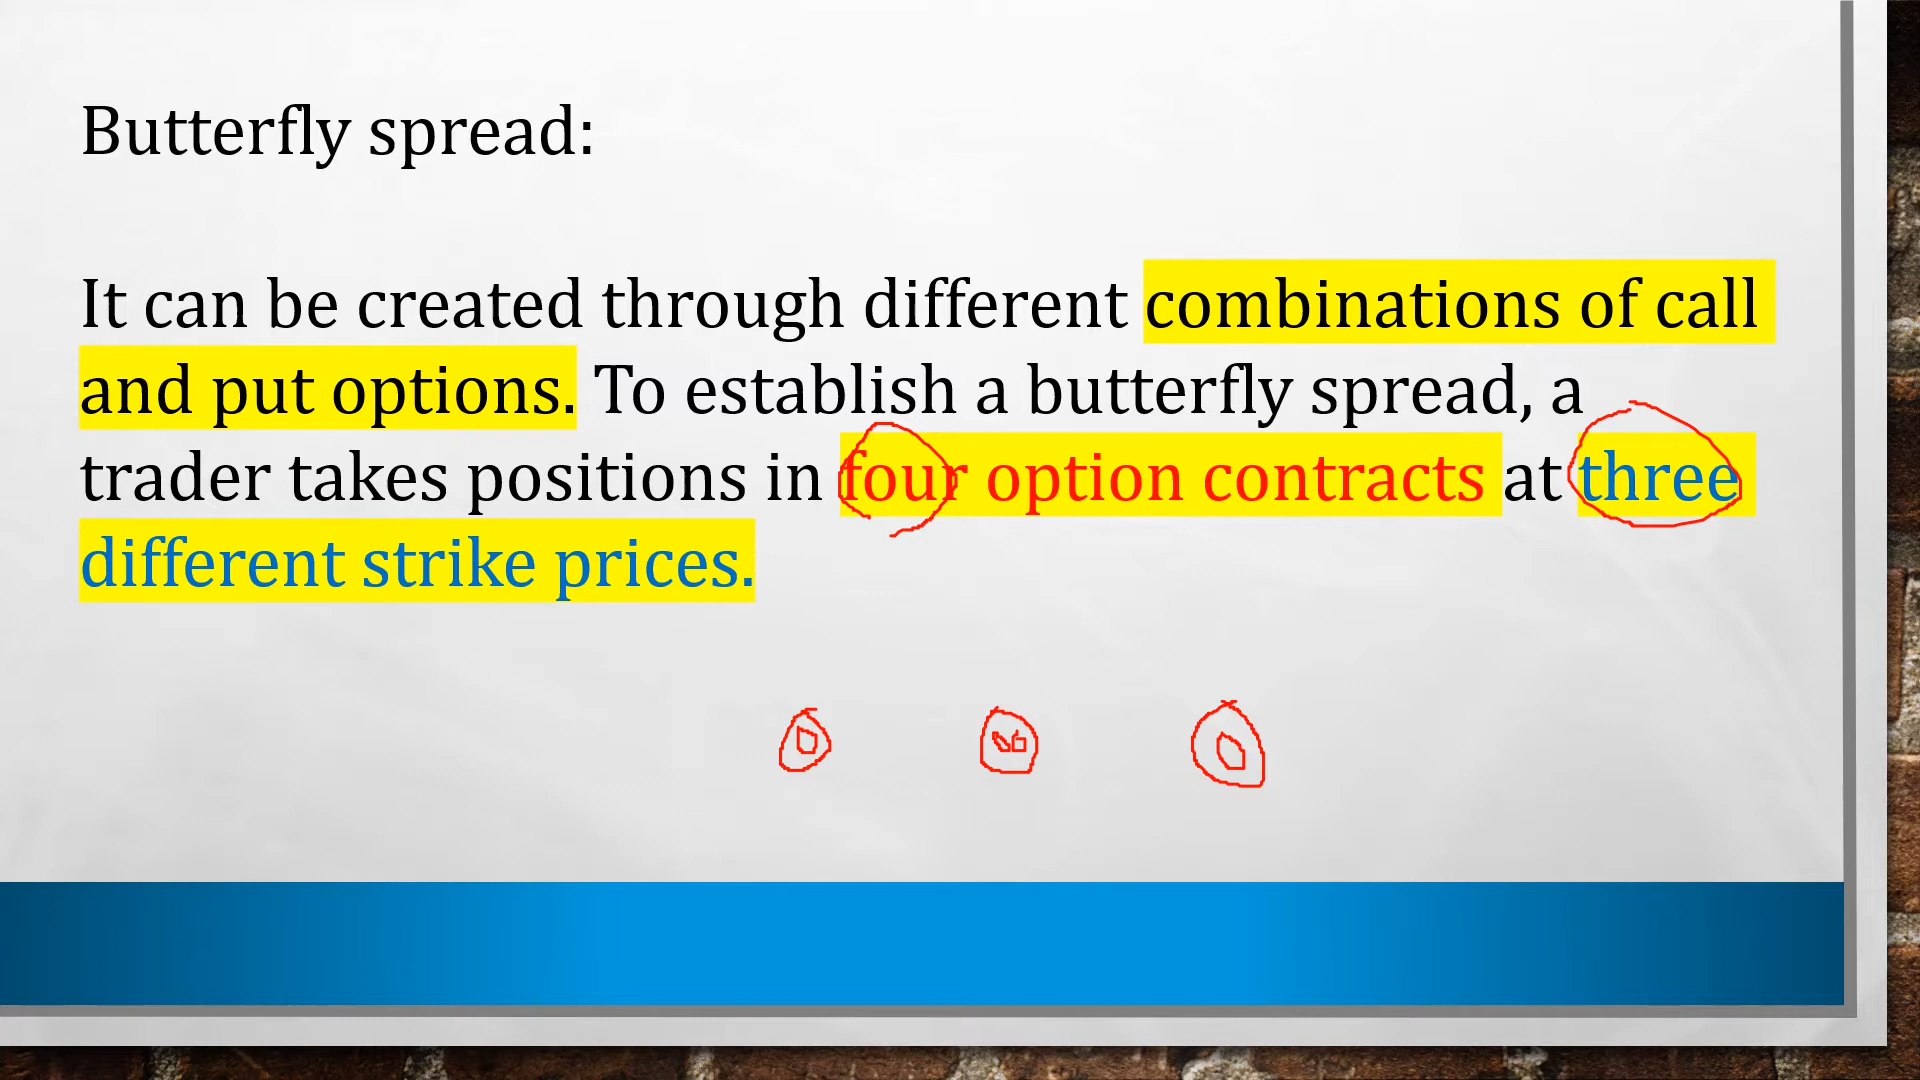 Butterfly spread:
It can be created through different combinations of call
and put options. To establish a butterfly spread, a
trader takes positions in four option contracts at three
different strike prices.